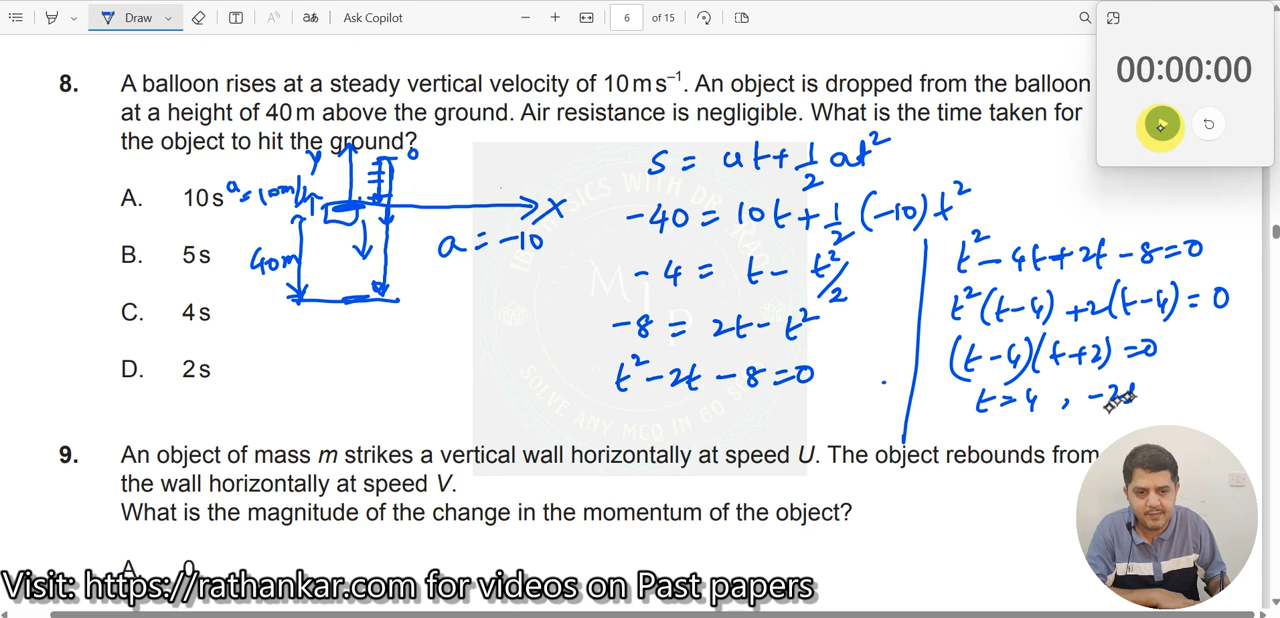 Draw
Ask Copilot
6 of 15
00:00:00
8. A balloon rises at a steady vertical velocity of 10 m s⁻¹. An object is dropped from the balloon
at a height of 40 m above the ground. Air resistance is negligible. What is the time taken for
the object to hit the ground?
A. 10 s
B. 5 s
C. 4 s
D. 2 s
y
0
x
40m
a = -10
s = ut + 1/2 at²
-40 = 10t + 1/2 (-10) t²
-4 = t - t²/2
-8 = 2t - t²
t² - 2t - 8 = 0
t² - 4t + 2t - 8 = 0
t²(t-4) + 2(t-4) = 0
(t-4)(t+2) = 0
t = 4, -2s
9. An object of mass m strikes a vertical wall horizontally at speed U. The object rebounds from
the wall horizontally at speed V.
What is the magnitude of the change in the momentum of the object?
A. 0
Visit: https://rathankar.com for videos on Past papers